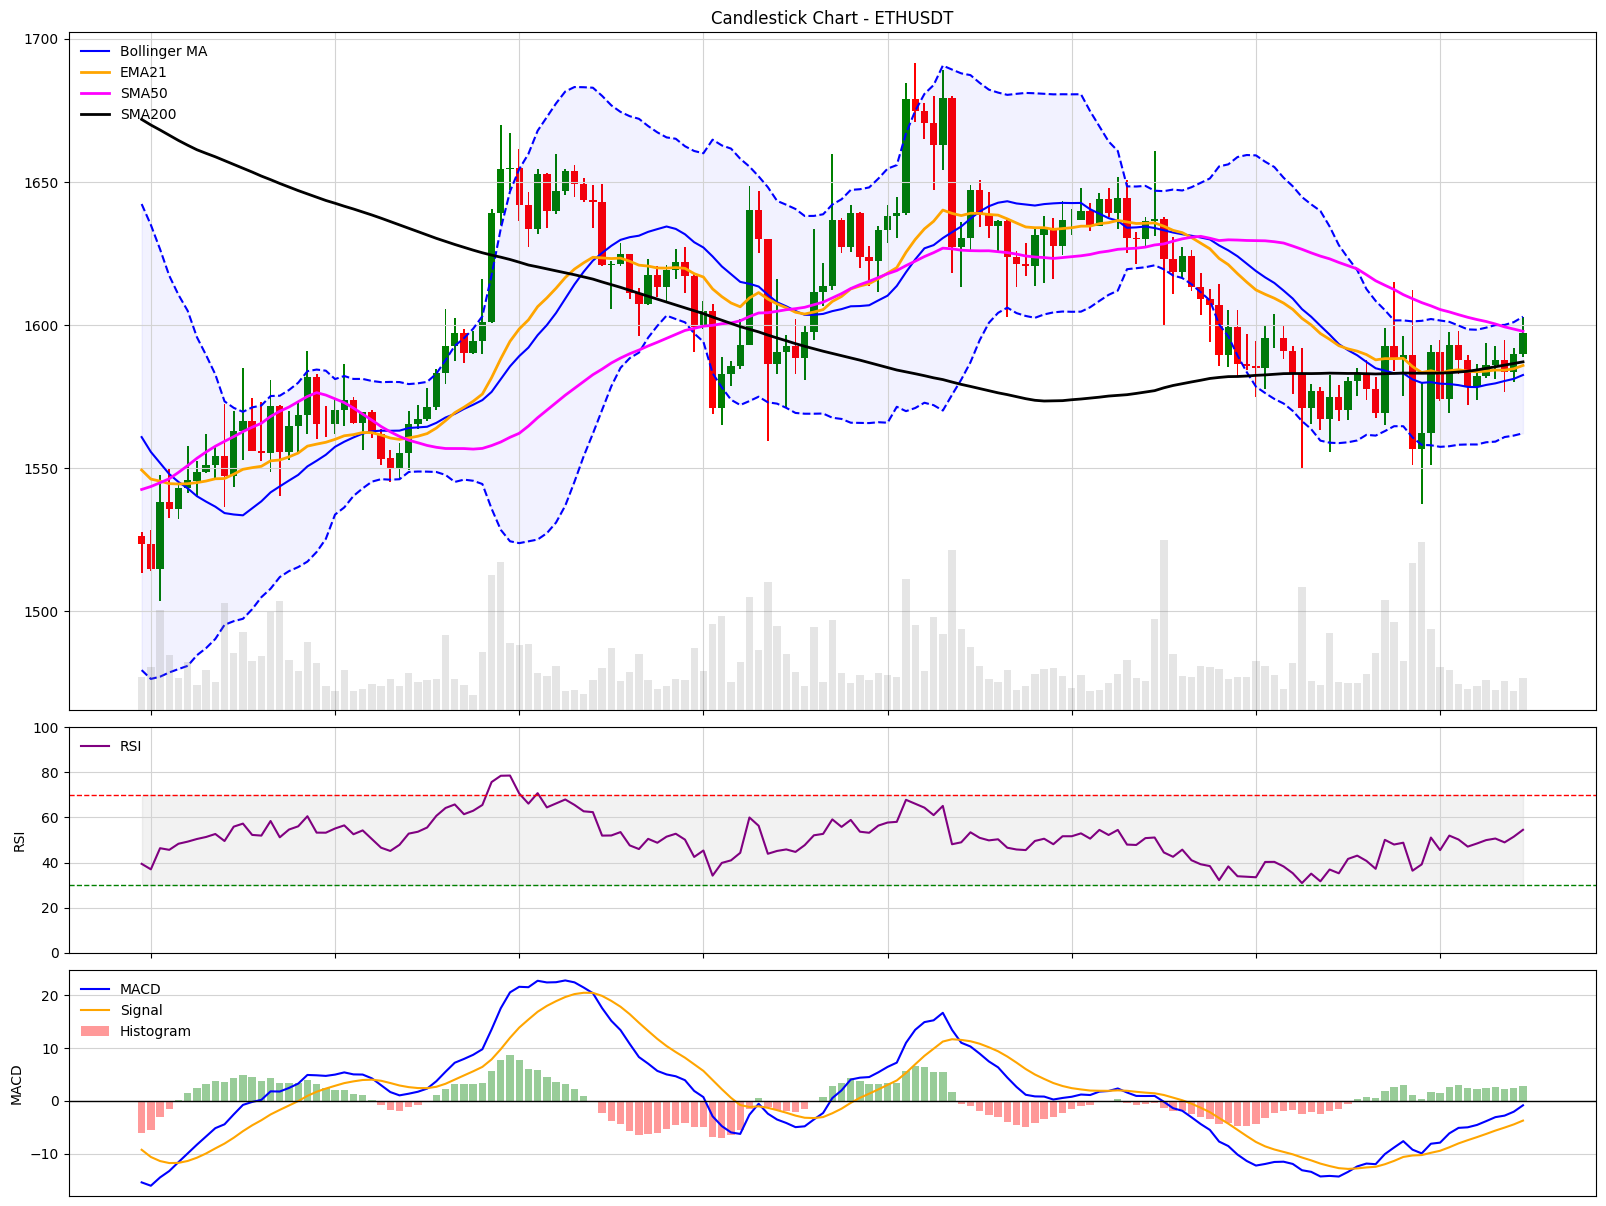 Candlestick Chart - ETHUSDT
Bollinger MA
EMA21
SMA50
SMA200
1700
1650
1600
1550
1500
RSI
100
80
60
40
20
0
RSI
MACD
Signal
Histogram
20
10
0
−10
MACD